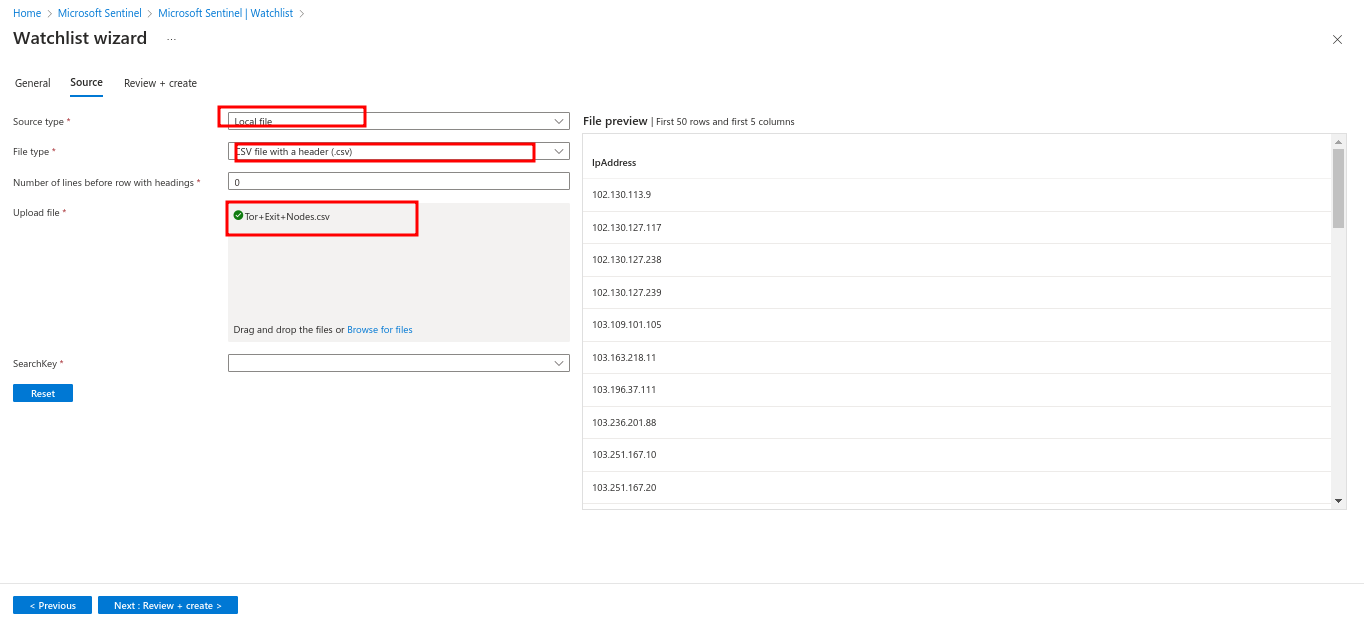 Home > Microsoft Sentinel > Microsoft Sentinel | Watchlist >
Watchlist wizard ...
General Source Review + create
Source type *
Local file
File type *
CSV file with a header (.csv)
Number of lines before row with headings *
0
Upload file *
Tor+Exit+Nodes.csv
Drag and drop the files or Browse for files
SearchKey *
Reset
File preview | First 50 rows and first 5 columns
IpAddress
102.130.113.9
102.130.127.117
102.130.127.238
102.130.127.239
103.109.101.105
103.163.218.11
103.196.37.111
103.236.201.88
103.251.167.10
103.251.167.20
< Previous
Next : Review + create >